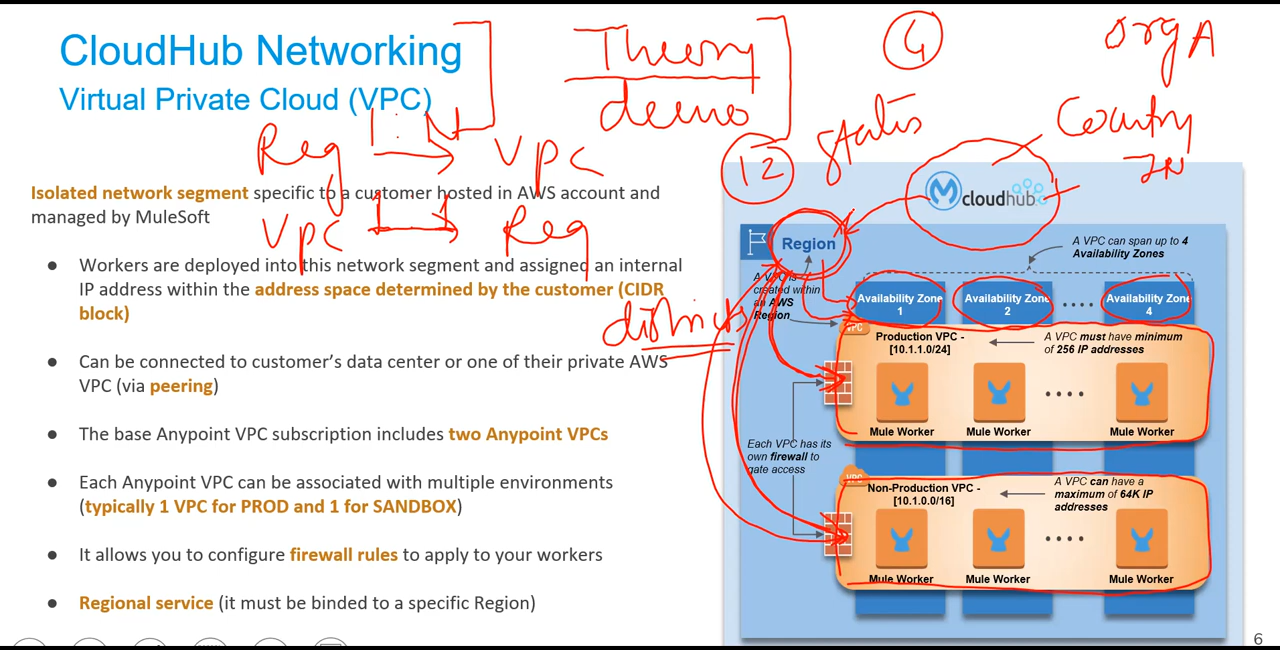 CloudHub Networking
Virtual Private Cloud (VPC)
Theory
demo
4
org A
Country
IN
12
states
Reg 1:N VPC
VPC 1:1 Reg
districts
Isolated network segment specific to a customer hosted in AWS account and
managed by MuleSoft
● Workers are deployed into this network segment and assigned an internal
IP address within the address space determined by the customer (CIDR
block)
● Can be connected to customer's data center or one of their private AWS
VPC (via peering)
● The base Anypoint VPC subscription includes two Anypoint VPCs
● Each Anypoint VPC can be associated with multiple environments
(typically 1 VPC for PROD and 1 for SANDBOX)
● It allows you to configure firewall rules to apply to your workers
● Regional service (it must be binded to a specific Region)
cloudhub
Region
A VPC can span up to 4
Availability Zones
A VPC is
created within
an AWS
Region
Availability Zone
1
Availability Zone
2
Availability Zone
4
VPC
Production VPC -
[10.1.1.0/24]
A VPC must have minimum
of 256 IP addresses
Mule Worker
Mule Worker
Mule Worker
Each VPC has its
own firewall to
gate access
VPC
Non-Production VPC -
[10.1.0.0/16]
A VPC can have a
maximum of 64K IP
addresses
Mule Worker
Mule Worker
Mule Worker
6